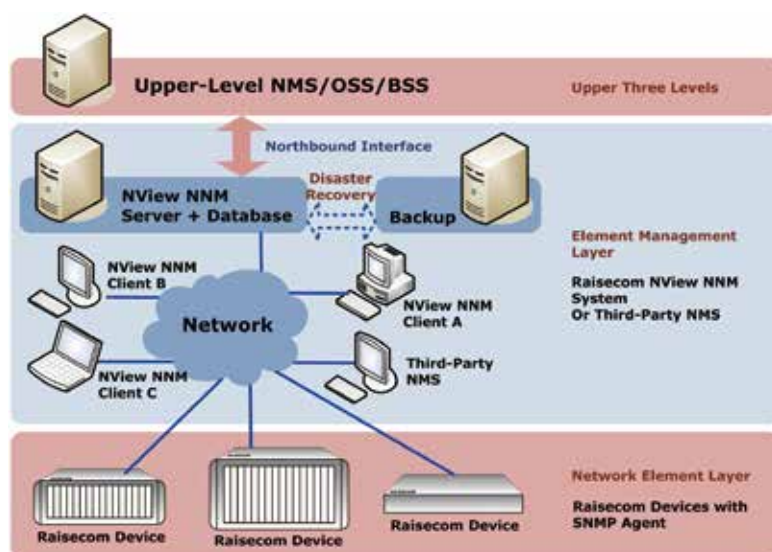 Upper-Level NMS/OSS/BSS
Upper Three Levels
Northbound Interface
NView NNM
Server + Database
Disaster
Recovery
Backup
Element Management
Layer
Raisecom NView NNM
System
Or Third-Party NMS
NView NNM
Client B
NView NNM
Client A
Network
NView NNM
Client C
Third-Party
NMS
Network Element Layer
Raisecom Devices with
SNMP Agent
Raisecom Device
Raisecom Device
Raisecom Device